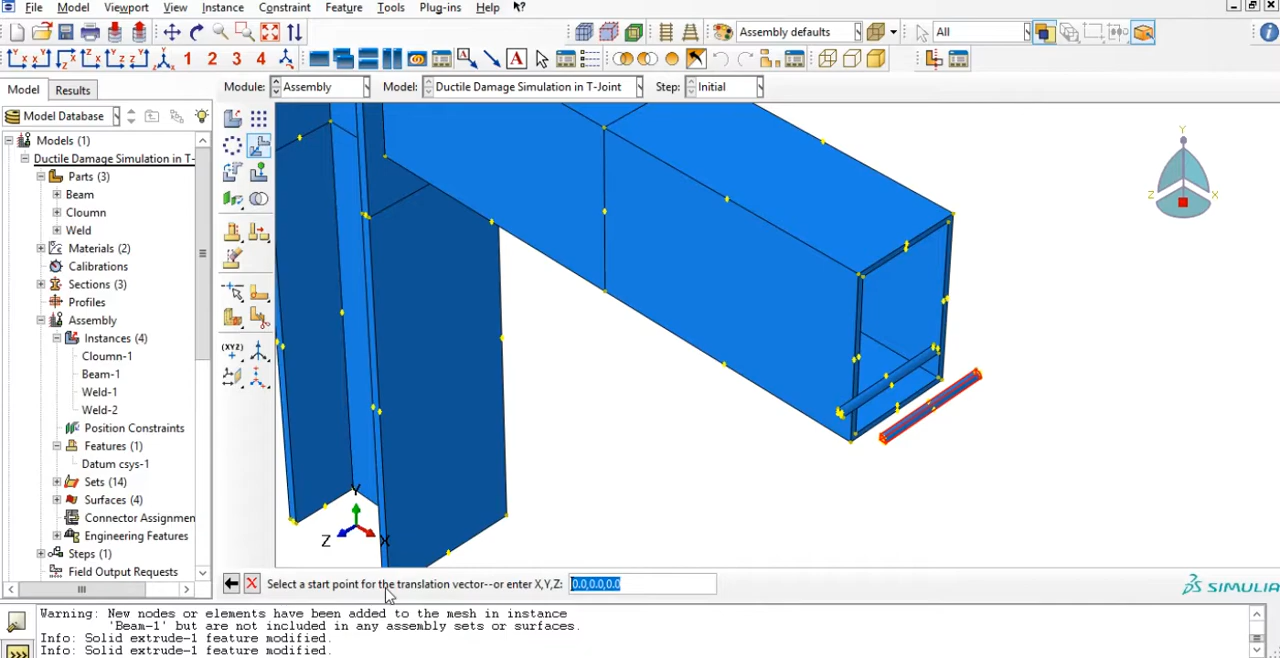 File Model Viewport View Instance Constraint Feature Tools Plug-ins Help
Assembly defaults All
1 2 3 4 A
Model Results Module: Assembly Model: Ductile Damage Simulation in T-Joint Step: Initial
Model Database
Models (1)
Ductile Damage Simulation in T-
Parts (3)
Beam
Cloumn
Weld
Materials (2)
Calibrations
Sections (3)
Profiles
Assembly
Instances (4)
Cloumn-1
Beam-1
Weld-1
Weld-2
Position Constraints
Features (1)
Datum csys-1
Sets (14)
Surfaces (4)
Connector Assignmen
Engineering Features
Steps (1)
Field Output Requests
(XYZ)
Y
Z X
Y
Z X
Select a start point for the translation vector--or enter X,Y,Z: 0.0,0.0,0.0
SIMULIA
Warning: New nodes or elements have been added to the mesh in instance
'Beam-1' but are not included in any assembly sets or surfaces.
Info: Solid extrude-1 feature modified.
Info: Solid extrude-1 feature modified.
>>>